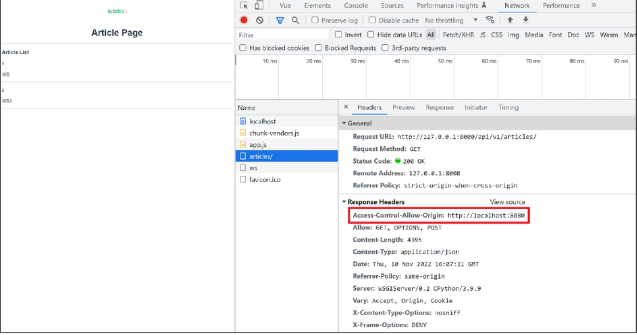 Articles |
Article Page
Article List
1
제목
2
제목2
Vue Elements Console Sources Performance insights Network Performance
Preserve log Disable cache No throttling
Filter Invert Hide data URLs All Fetch/XHR JS CSS Img Media Font Doc WS Wasm Man
Has blocked cookies Blocked Requests 3rd-party requests
10 ms 20 ms 30 ms 40 ms 50 ms 60 ms 70 ms 80 ms 90 ms
Name
localhost
chunk-vendors.js
app.js
articles/
ws
favicon.ico
× Headers Preview Response Initiator Timing
General
Request URL: http://127.0.0.1:8000/api/v1/articles/
Request Method: GET
Status Code: 200 OK
Remote Address: 127.0.0.1:8000
Referrer Policy: strict-origin-when-cross-origin
Response Headers View source
Access-Control-Allow-Origin: http://localhost:8080
Allow: GET, OPTIONS, POST
Content-Length: 4395
Content-Type: application/json
Date: Thu, 10 Nov 2022 16:07:21 GMT
Referrer-Policy: same-origin
Server: WSGIServer/0.2 CPython/3.9.9
Vary: Accept, Origin, Cookie
X-Content-Type-Options: nosniff
X-Frame-Options: DENY